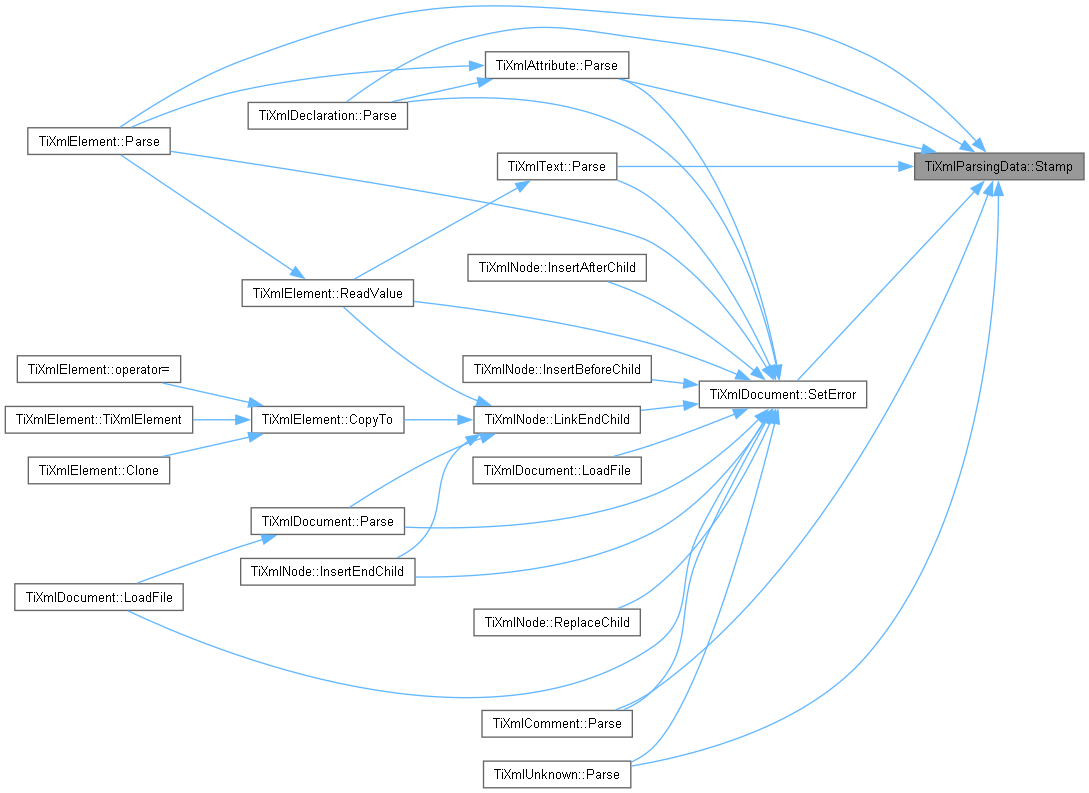 TiXmlAttribute::Parse
TiXmlDeclaration::Parse
TiXmlElement::Parse
TiXmlText::Parse
TiXmlParsingData::Stamp
TiXmlNode::InsertAfterChild
TiXmlElement::ReadValue
TiXmlElement::operator=
TiXmlNode::InsertBeforeChild
TiXmlDocument::SetError
TiXmlElement::TiXmlElement
TiXmlElement::CopyTo
TiXmlNode::LinkEndChild
TiXmlElement::Clone
TiXmlDocument::LoadFile
TiXmlDocument::Parse
TiXmlNode::InsertEndChild
TiXmlDocument::LoadFile
TiXmlNode::ReplaceChild
TiXmlComment::Parse
TiXmlUnknown::Parse